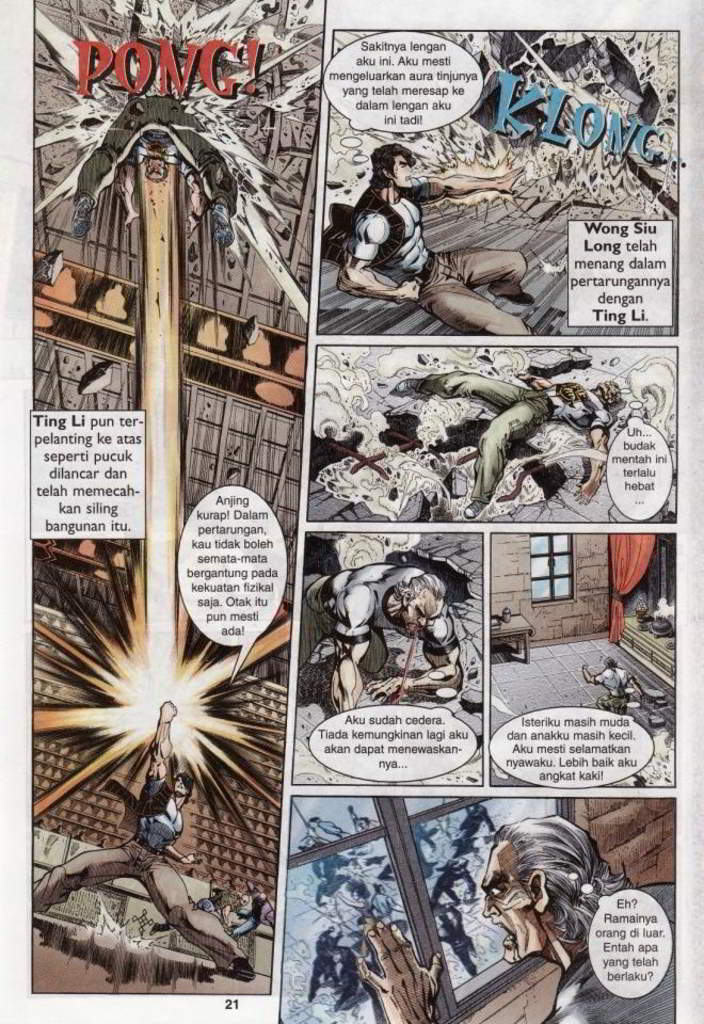 PONG!
Ting Li pun ter-
pelanting ke atas
seperti pucuk
dilancar dan
telah memecah-
kan siling
bangunan itu.
Anjing
kurap! Dalam
pertarungan,
kau tidak boleh
semata-mata
bergantung pada
kekuatan fizikal
saja. Otak itu
pun mesti
ada!
Sakitnya lengan
aku ini. Aku mesti
mengeluarkan aura tinjunya
yang telah meresap ke
dalam lengan aku
ini tadi!
KLONG...
Wong Siu
Long telah
menang dalam
pertarungannya
dengan
Ting Li.
Uh...
budak
mentah ini
terlalu
hebat
...
Aku sudah cedera.
Tiada kemungkinan lagi aku
akan dapat menewaskan-
nya...
Isteriku masih muda
dan anakku masih kecil.
Aku mesti selamatkan
nyawaku. Lebih baik aku
angkat kaki!
Eh?
Ramainya
orang di luar.
Entah apa
yang telah
berlaku?
21